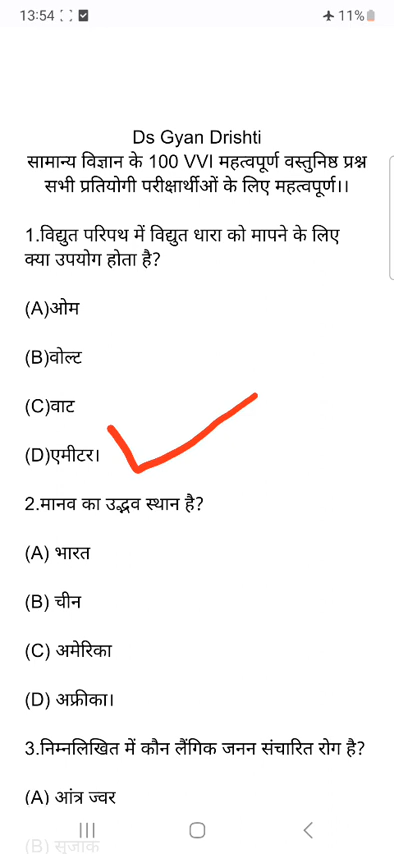 13:54
11%
Ds Gyan Drishti
सामान्य विज्ञान के 100 VVI महत्वपूर्ण वस्तुनिष्ठ प्रश्न
सभी प्रतियोगी परीक्षार्थीओं के लिए महत्वपूर्ण।।
1.विद्युत परिपथ में विद्युत धारा को मापने के लिए
क्या उपयोग होता है?
(A)ओम
(B)वोल्ट
(C)वाट
(D)एमीटर।
2.मानव का उद्भव स्थान है?
(A) भारत
(B) चीन
(C) अमेरिका
(D) अफ्रीका।
3.निम्नलिखित में कौन लैंगिक जनन संचारित रोग है?
(A) आंत्र ज्वर
(B) सूजाक